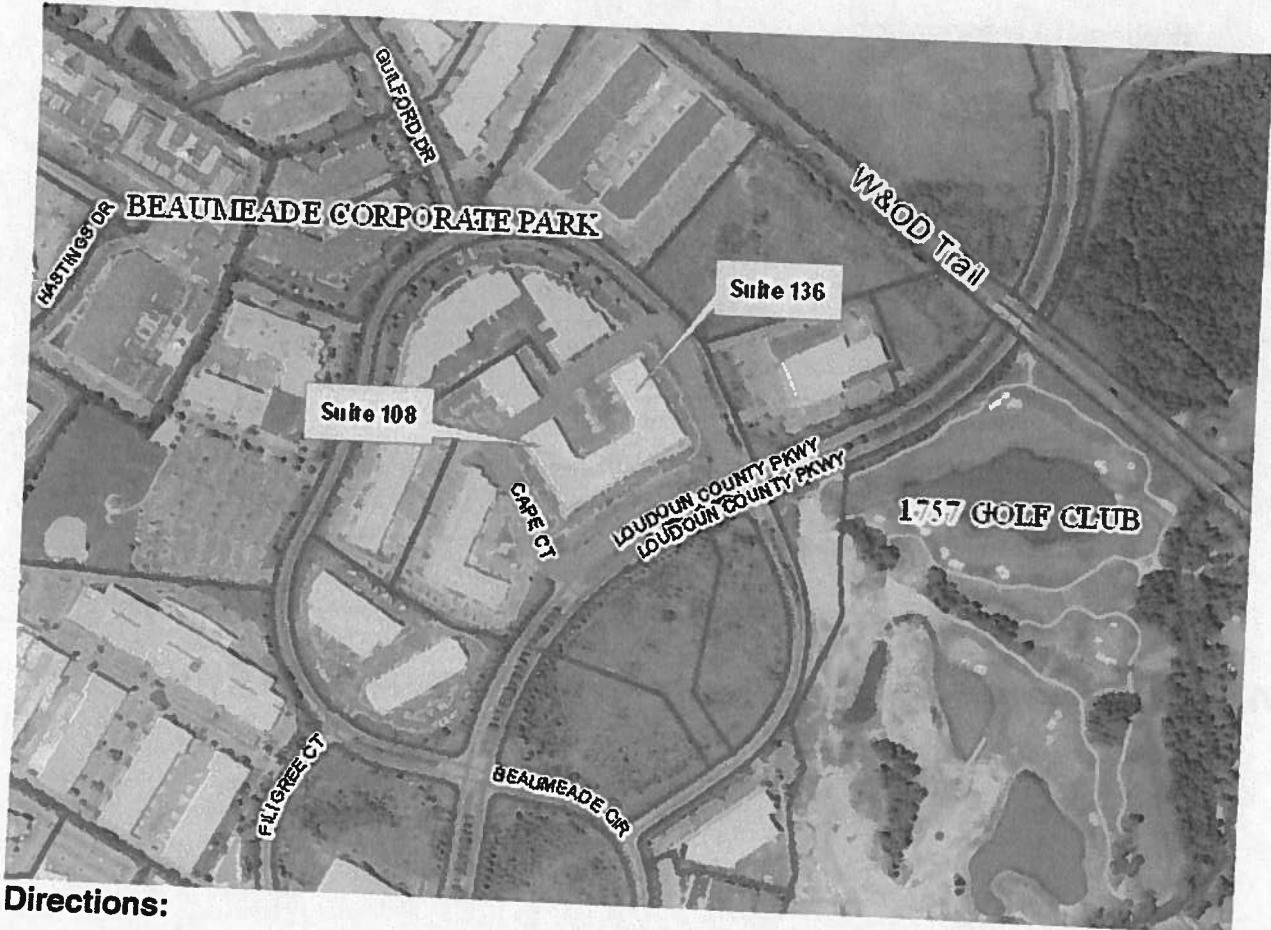 GUILFORD DR
HASTINGS DR
BEAUMEADE CORPORATE PARK
W&OD Trail
Suite 136
Suite 108
CAPE CT
LOUDOUN COUNTY PKWY
LOUDOUN COUNTY PKWY
1757 GOLF CLUB
FILIGREE CT
BEAUMEADE CIR
Directions: